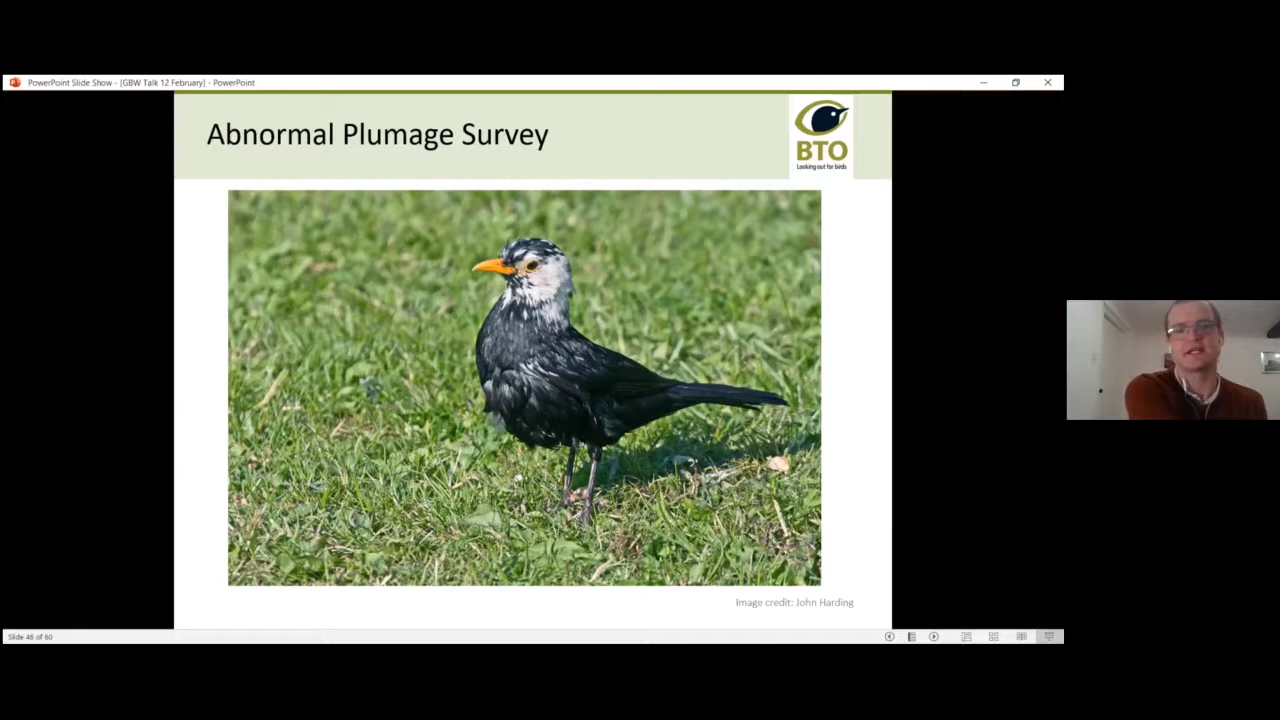 PowerPoint Slide Show - [GBW Talk 12 February] - PowerPoint
Abnormal Plumage Survey
BTO
Looking out for birds
Image credit: John Harding
Slide 46 of 60